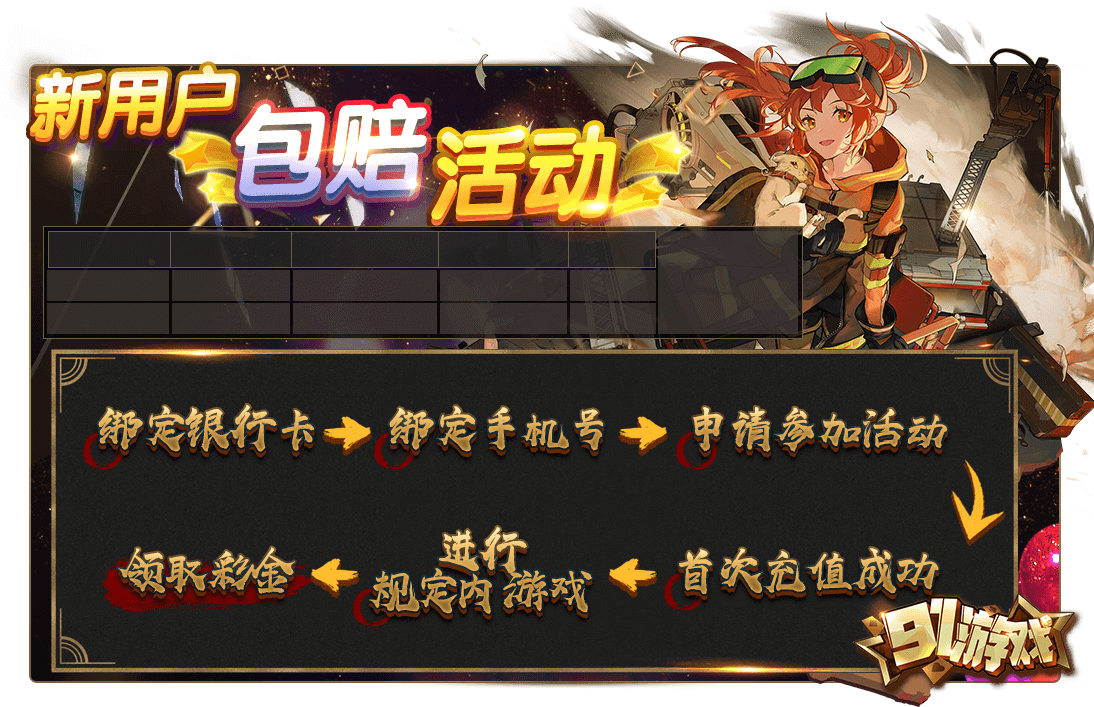 新用户
包赔活动
绑定银行卡
绑定手机号
申请参加活动
首次充值成功
进行
规定内游戏
领取彩金
91游戏